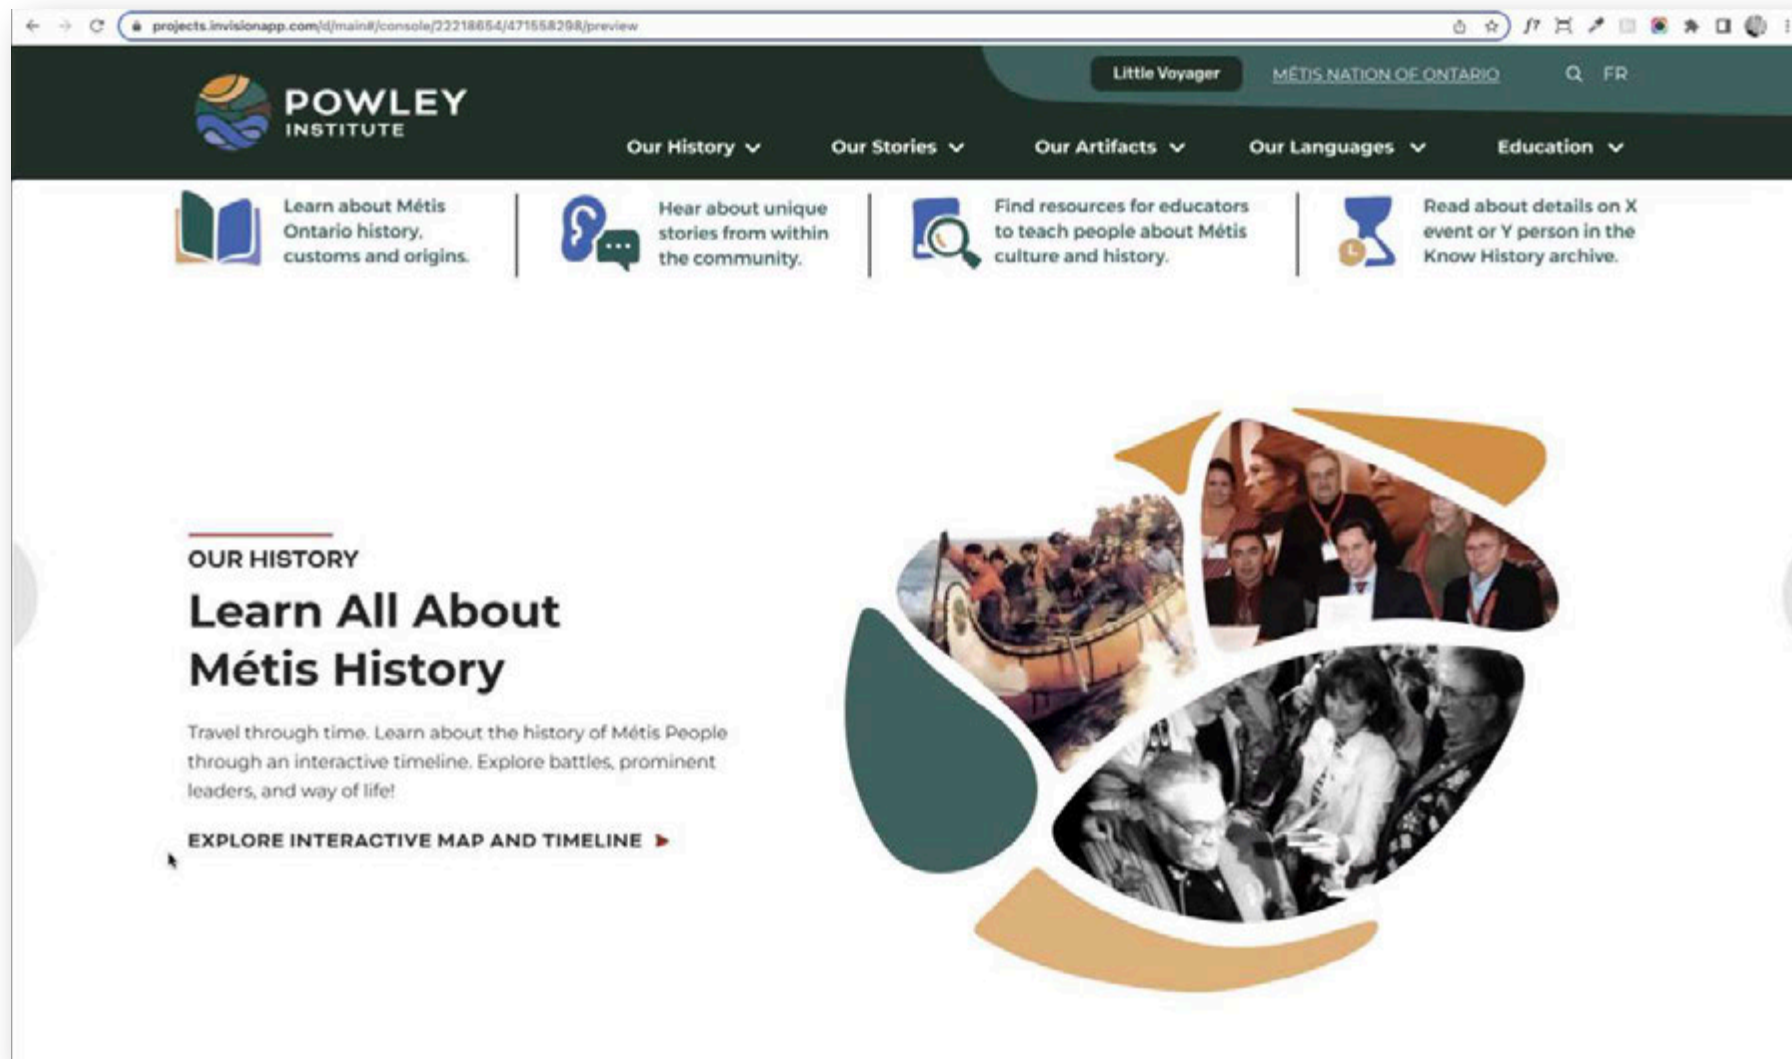 projects.invisionapp.com/d/main#/console/22218654/471558298/preview
Little Voyager
MÉTIS NATION OF ONTARIO
FR
POWLEY
INSTITUTE
Our History
Our Stories
Our Artifacts
Our Languages
Education
Learn about Métis
Ontario history,
customs and origins.
Hear about unique
stories from within
the community.
Find resources for educators
to teach people about Métis
culture and history.
Read about details on X
event or Y person in the
Know History archive.
OUR HISTORY
Learn All About
Métis History
Travel through time. Learn about the history of Métis People
through an interactive timeline. Explore battles, prominent
leaders, and way of life!
EXPLORE INTERACTIVE MAP AND TIMELINE